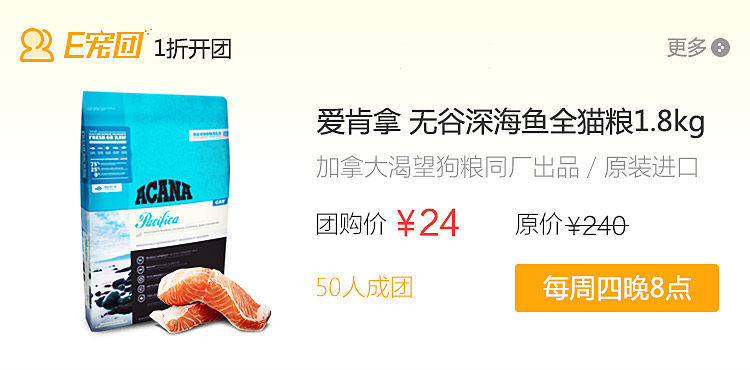 E宠团 1折开团
更多
爱肯拿 无谷深海鱼全猫粮1.8kg
加拿大渴望狗粮同厂出品 / 原装进口
团购价 ¥24 原价 ¥240
50人成团
每周四晚8点
REGIONALS
ACANA
CAT
Pacifica